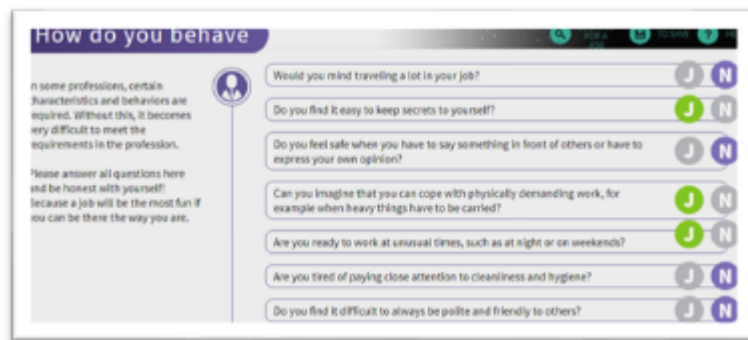 How do you behave
FOR A
JOB
TO SAVE ?
n some professions, certain
haracteristics and behaviors are
equired. Without this, it becomes
ery difficult to meet the
equirements in the profession.
Please answer all questions here
and be honest with yourself!
Because a job will be the most fun if
you can be there the way you are.
Would you mind traveling a lot in your job? J N
Do you find it easy to keep secrets to yourself? J N
Do you feel safe when you have to say something in front of others or have to
express your own opinion? J N
Can you imagine that you can cope with physically demanding work, for
example when heavy things have to be carried? J N
Are you ready to work at unusual times, such as at night or on weekends? J N
Are you tired of paying close attention to cleanliness and hygiene? J N
Do you find it difficult to always be polite and friendly to others? J N